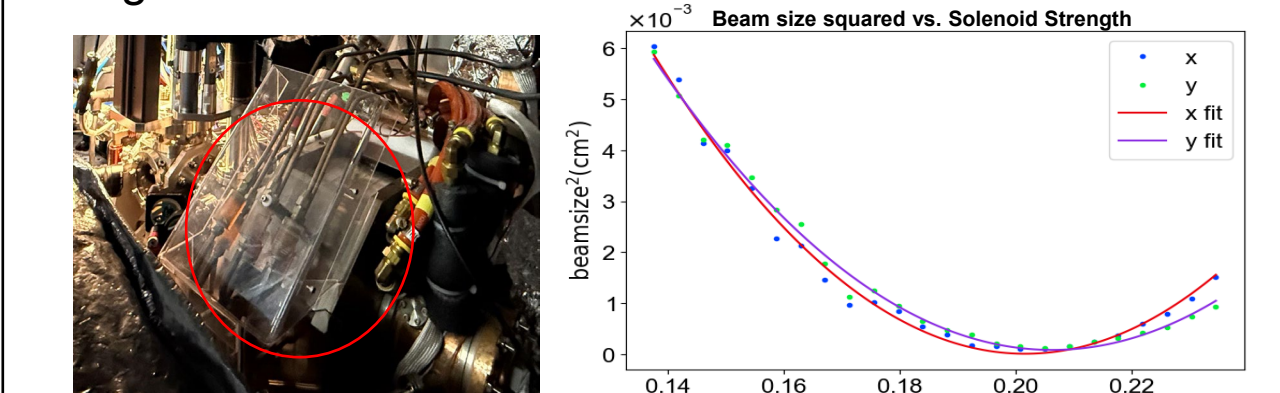 ×10⁻³ Beam size squared vs. Solenoid Strength
6
5
4
3
2
1
0
beamsize²(cm²)
x
y
x fit
y fit
0.14 0.16 0.18 0.20 0.22